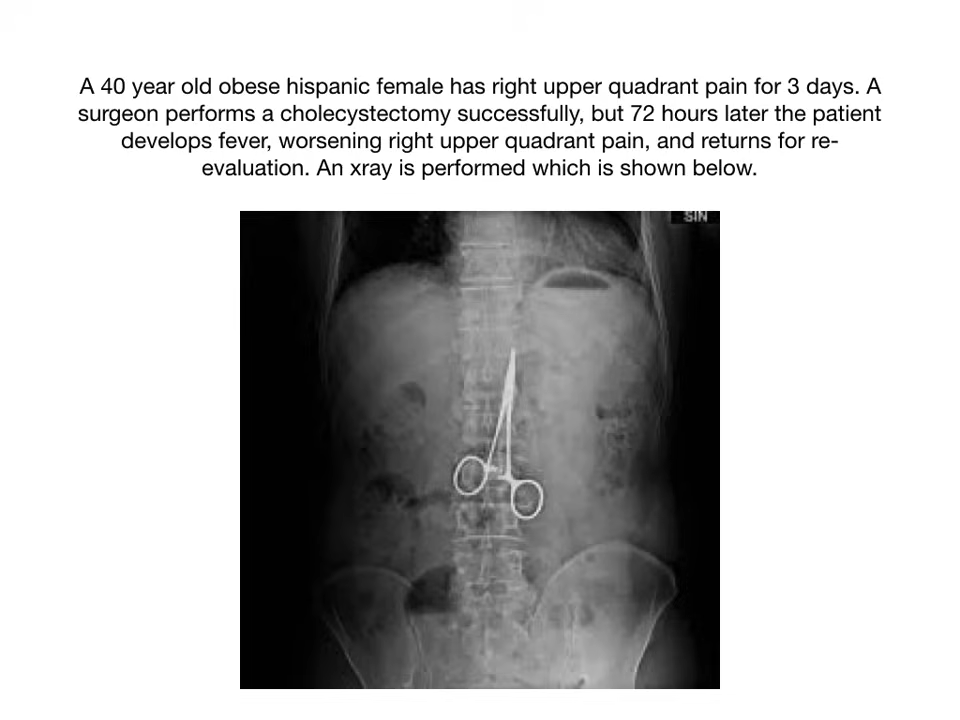 A 40 year old obese hispanic female has right upper quadrant pain for 3 days. A
surgeon performs a cholecystectomy successfully, but 72 hours later the patient
develops fever, worsening right upper quadrant pain, and returns for re-
evaluation. An xray is performed which is shown below.
SIN